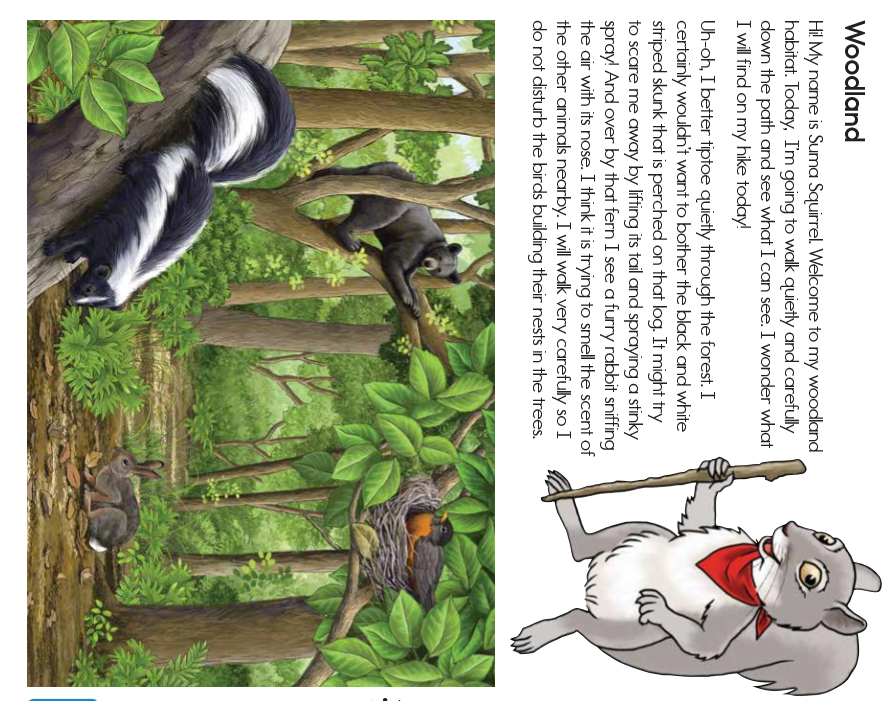 Woodland
Hi! My name is Suma Squirrel. Welcome to my woodland
habitat. Today, I'm going to walk quietly and carefully
down the path and see what I can see. I wonder what
I will find on my hike today!
Uh-oh, I better tiptoe quietly through the forest. I
certainly wouldn't want to bother the black and white
striped skunk that is perched on that log. It might try
to scare me away by lifting its tail and spraying a stinky
spray! And over by that fern I see a furry rabbit sniffing
the air with its nose. I think it is trying to smell the scent of
the other animals nearby. I will walk very carefully so I
do not disturb the birds building their nests in the trees.